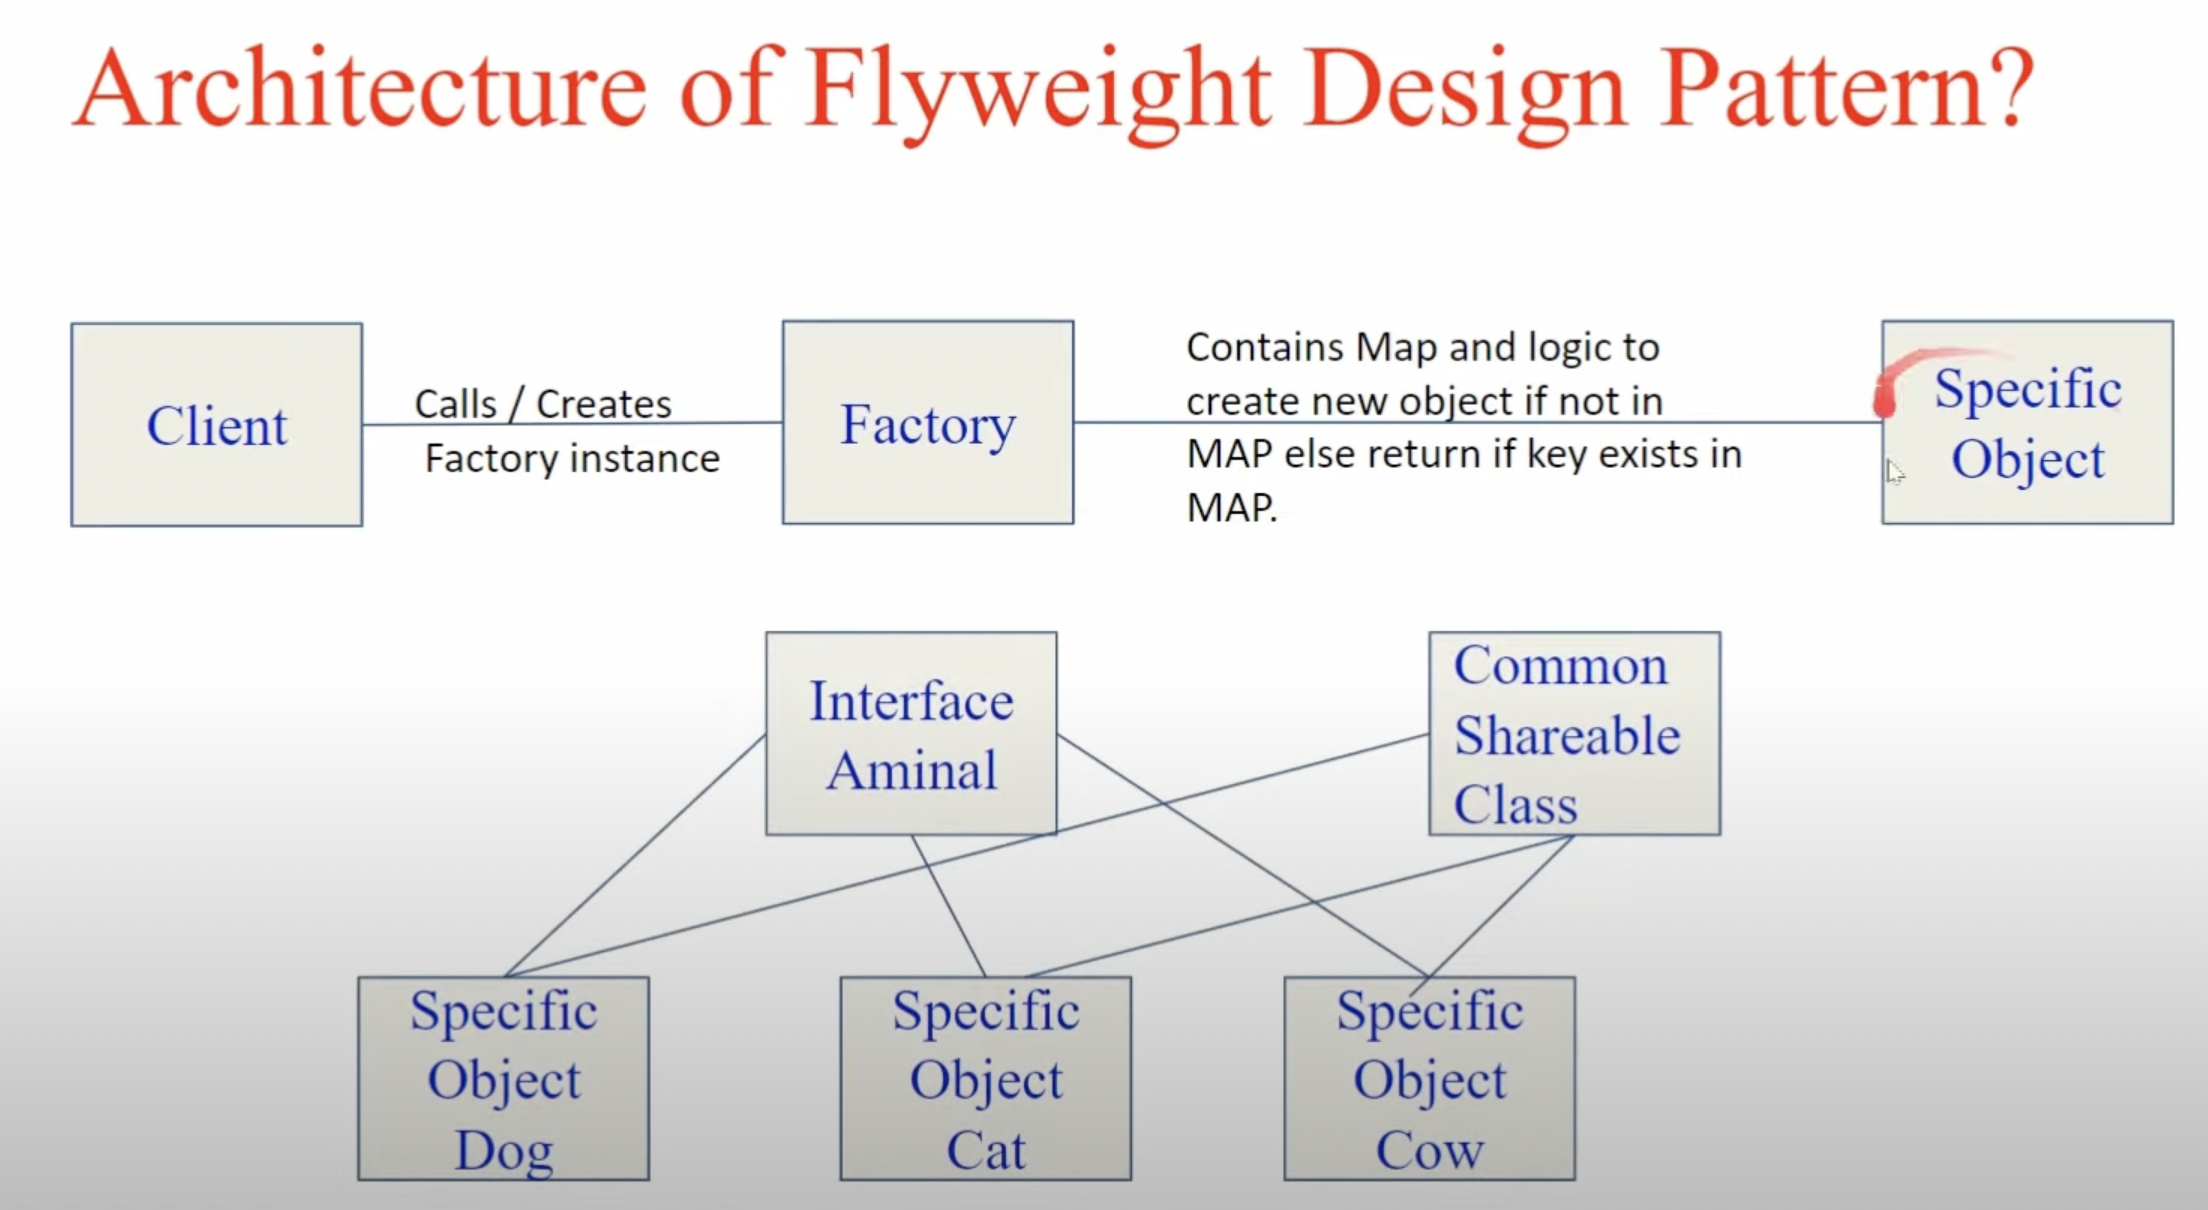 Architecture of Flyweight Design Pattern?
Client
Calls / Creates
Factory instance
Factory
Contains Map and logic to
create new object if not in
MAP else return if key exists in
MAP.
Specific
Object
Interface
Aminal
Common
Shareable
Class
Specific
Object
Dog
Specific
Object
Cat
Specific
Object
Cow